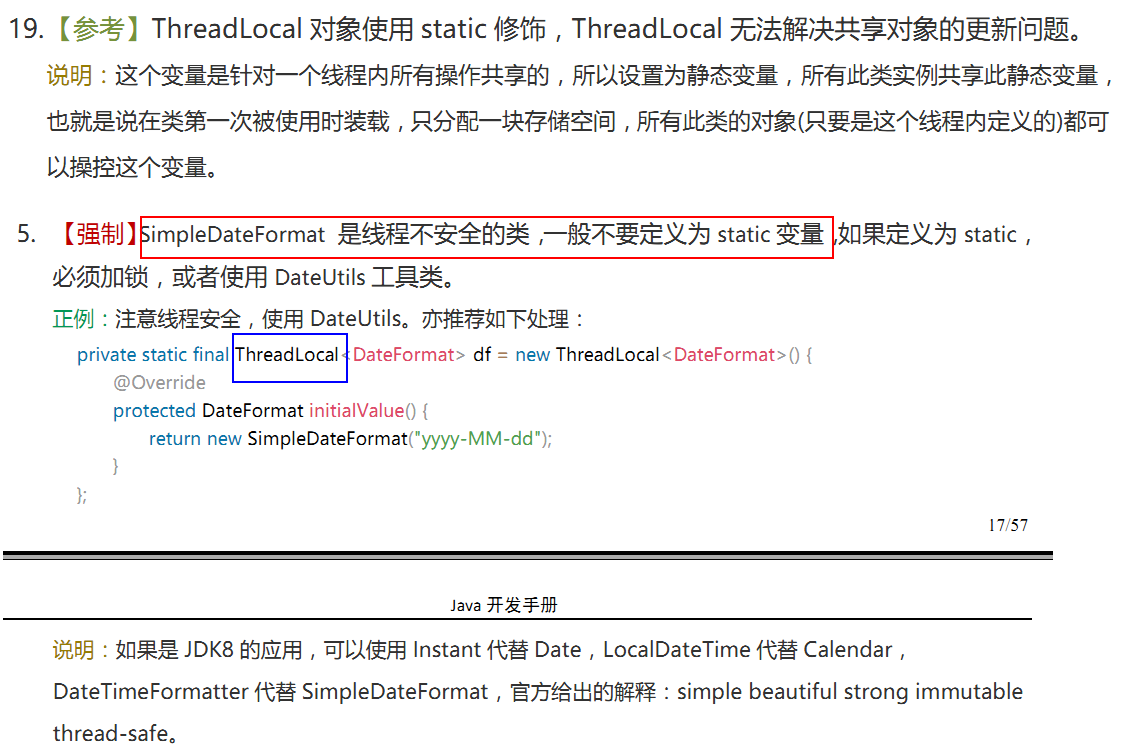 19.【参考】ThreadLocal 对象使用 static 修饰，ThreadLocal 无法解决共享对象的更新问题。
说明：这个变量是针对一个线程内所有操作共享的，所以设置为静态变量，所有此类实例共享此静态变量，
也就是说在类第一次被使用时装载，只分配一块存储空间，所有此类的对象(只要是这个线程内定义的)都可
以操控这个变量。
5. 【强制】SimpleDateFormat 是线程不安全的类，一般不要定义为 static 变量，如果定义为 static，
必须加锁，或者使用 DateUtils 工具类。
正例：注意线程安全，使用 DateUtils。亦推荐如下处理：
private static final ThreadLocal<DateFormat> df = new ThreadLocal<DateFormat>() {
@Override
protected DateFormat initialValue() {
return new SimpleDateFormat("yyyy-MM-dd");
}
};
17/57
Java 开发手册
说明：如果是 JDK8 的应用，可以使用 Instant 代替 Date，LocalDateTime 代替 Calendar，
DateTimeFormatter 代替 SimpleDateFormat，官方给出的解释：simple beautiful strong immutable
thread-safe。